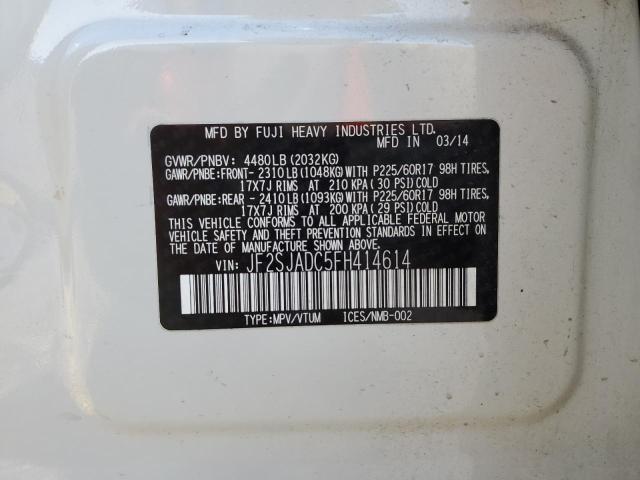 MFD BY FUJI HEAVY INDUSTRIES LTD.
MFD IN 03/14
GVWR/PNBV: 4480LB (2032KG)
GAWR/PNBE:FRONT- 2310LB (1048KG)WITH P225/60R17 98H TIRES,
17X7J RIMS AT 210 KPA (30 PSI)COLD
GAWR/PNBE:REAR - 2410LB (1093KG)WITH P225/60R17 98H TIRES,
17X7J RIMS AT 200 KPA (29 PSI)COLD
THIS VEHICLE CONFORMS TO ALL APPLICABLE FEDERAL MOTOR
VEHICLE SAFETY AND THEFT PREVENTION STANDARDS IN EFFECT ON THE
DATE OF MANUFACTURE SHOWN ABOVE.
VIN: JF2SJADC5FH414614
TYPE:MPV/VTUM ICES/NMB-002